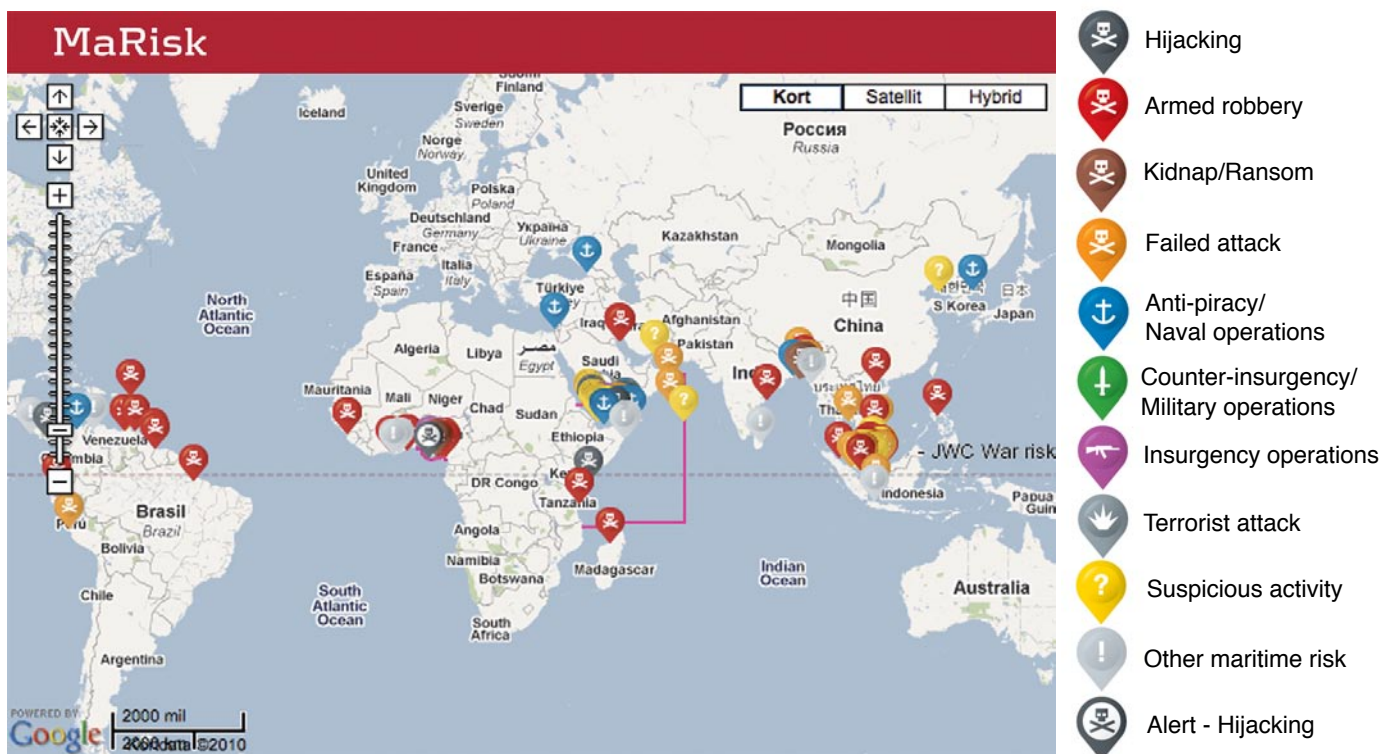 MaRisk
Kort
Satellit
Hybrid
Iceland
Suomi
Finland
Sverige
Sweden
Norge
Norway
Россия
Russia
United
Kingdom
Polska
Poland
Deutschland
Germany
Україна
Ukraine
France
Kazakhstan
Mongolia
España
Spain
Italia
Italy
Türkiye
North
Atlantic
Ocean
中国
China
S Korea
日本
Japan
Iraq
Afghanistan
Pakistan
Algeria
Libya
مصر
Egypt
Saudi
Mauritania
Mali
Niger
Chad
Sudan
Ethiopia
Venezuela
- JWC War risk
DR Congo
Tanzania
Indonesia
Papua
Brasil
Brazil
Bolivia
Angola
Namibia
Botswana
Madagascar
Indian
Ocean
Australia
Chile
South
Atlantic
Ocean
South
Africa
Argentina
POWERED BY
Google
2000 mil
©2010
Hijacking
Armed robbery
Kidnap/Ransom
Failed attack
Anti-piracy/
Naval operations
Counter-insurgency/
Military operations
Insurgency operations
Terrorist attack
Suspicious activity
Other maritime risk
Alert - Hijacking